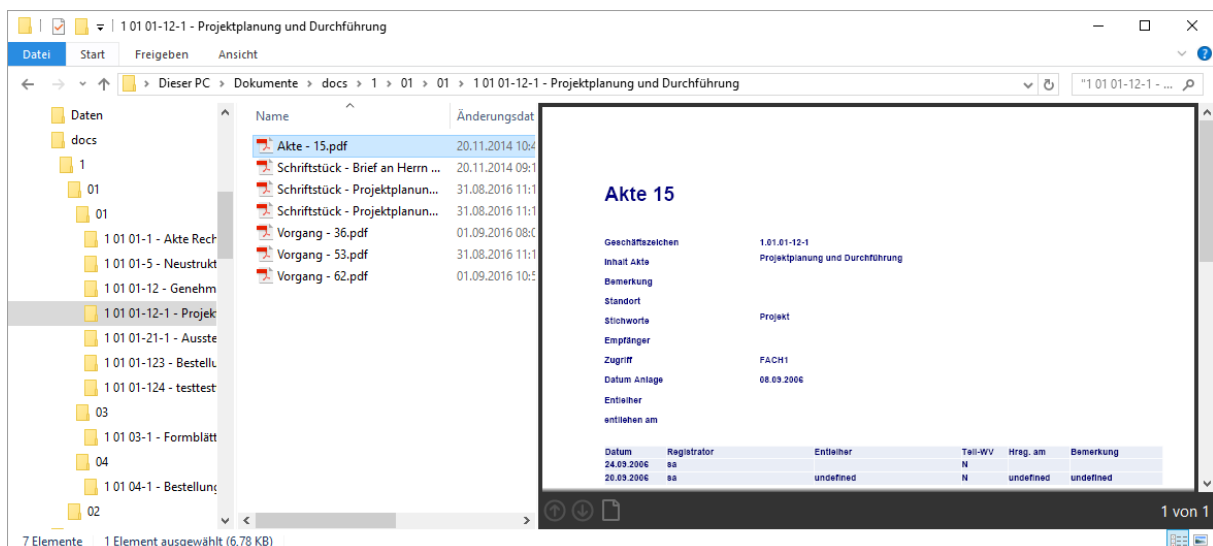 1 01 01-12-1 - Projektplanung und Durchführung
Datei Start Freigeben Ansicht
Dieser PC > Dokumente > docs > 1 > 01 > 01 > 1 01 01-12-1 - Projektplanung und Durchführung "1 01 01-12-1 - ...
Daten
docs
1
01
01
1 01 01-1 - Akte Rech
1 01 01-5 - Neustrukt
1 01 01-12 - Genehm
1 01 01-12-1 - Projek
1 01 01-21-1 - Ausste
1 01 01-123 - Bestellu
1 01 01-124 - testtest
03
1 01 03-1 - Formblätt
04
1 01 04-1 - Bestellung
02
Name Änderungsdat
Akte - 15.pdf 20.11.2014 10:4
Schriftstück - Brief an Herrn ... 20.11.2014 09:1
Schriftstück - Projektplanun... 31.08.2016 11:1
Schriftstück - Projektplanun... 31.08.2016 11:1
Vorgang - 36.pdf 01.09.2016 08:0
Vorgang - 53.pdf 31.08.2016 11:1
Vorgang - 62.pdf 01.09.2016 10:5
Akte 15
Geschäftszeichen 1.01.01-12-1
Inhalt Akte Projektplanung und Durchführung
Bemerkung
Standort
Stichworte Projekt
Empfänger
Zugriff FACH1
Datum Anlage 08.09.2006
Entleiher
entliehen am
Datum Registrator Entleiher Teil-WV Hrsg. am Bemerkung
24.09.2006 sa N
20.09.2006 sa undefined N undefined undefined
1 von 1
7 Elemente 1 Element ausgewählt (6,78 KB)